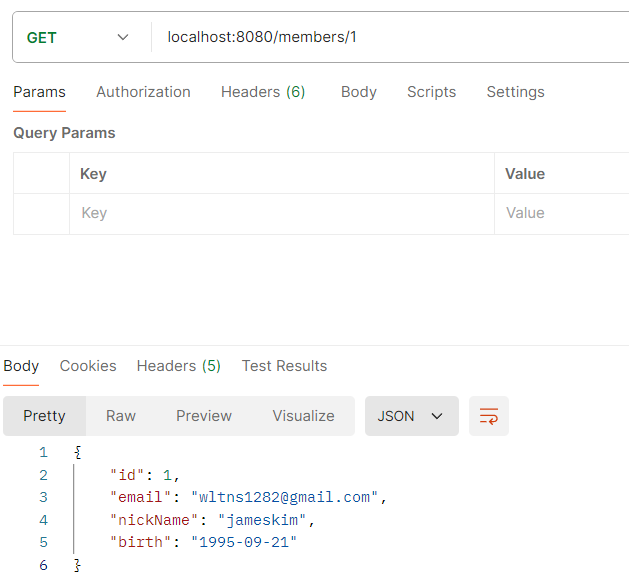 GET localhost:8080/members/1
Params Authorization Headers (6) Body Scripts Settings
Query Params
Key Value
Key Value
Body Cookies Headers (5) Test Results
Pretty Raw Preview Visualize JSON
1 {
2 "id": 1,
3 "email": "wltns1282@gmail.com",
4 "nickName": "jameskim",
5 "birth": "1995-09-21"
6 }